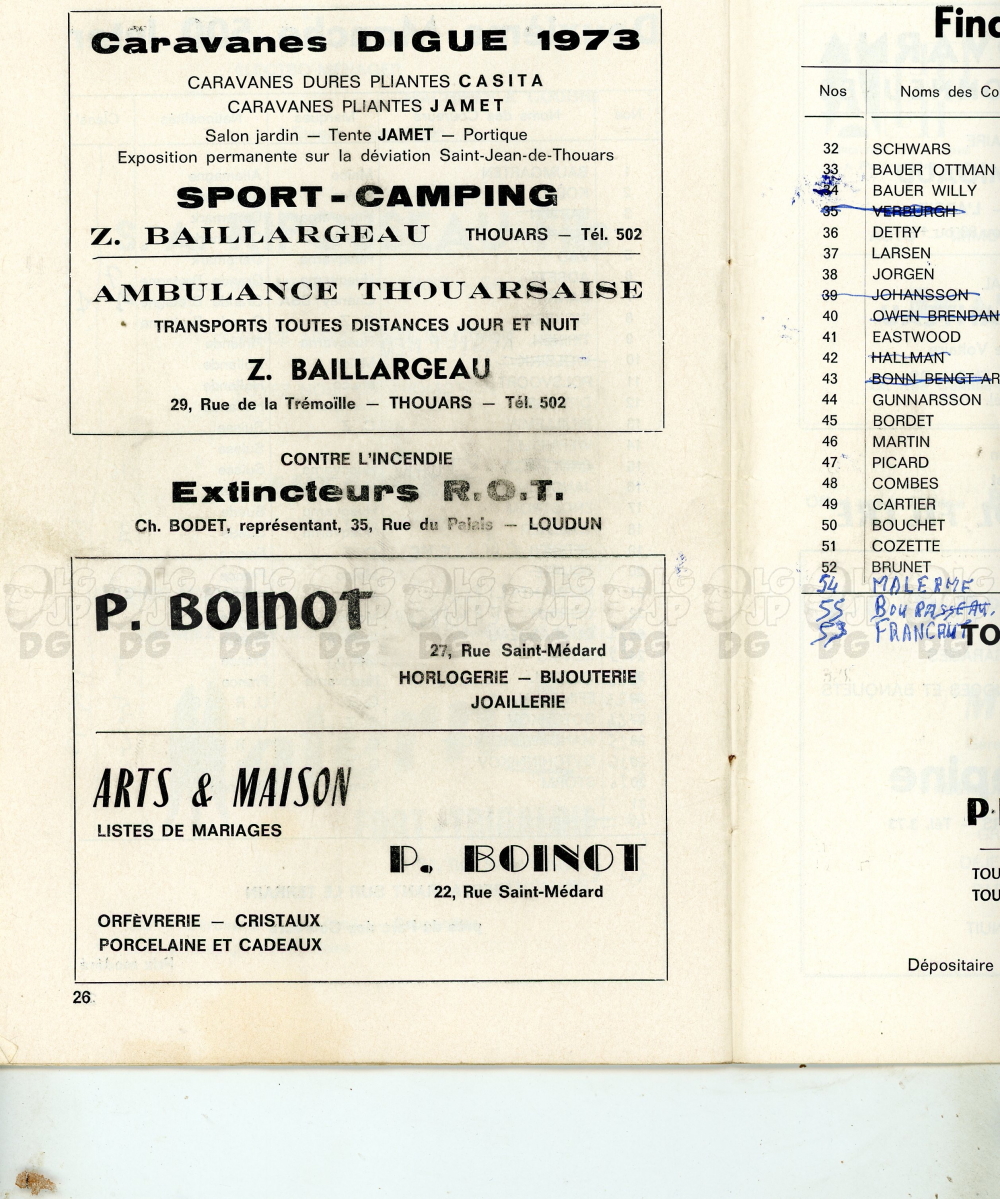 Caravanes DIGUE 1973
CARAVANES DURES PLIANTES CASITA
CARAVANES PLIANTES JAMET
Salon jardin — Tente JAMET — Portique
Exposition permanente sur la déviation Saint-Jean-de-Thouars
SPORT-CAMPING
Z. BAILLARGEAU THOUARS — Tél. 502
AMBULANCE THOUARSAISE
TRANSPORTS TOUTES DISTANCES JOUR ET NUIT
Z. BAILLARGEAU
29, Rue de la Trémoïlle — THOUARS — Tél. 502
CONTRE L'INCENDIE
Extincteurs R.O.T.
Ch. BODET, représentant, 35, Rue du Palais — LOUDUN
P. BOINOT
27, Rue Saint-Médard
HORLOGERIE — BIJOUTERIE
JOAILLERIE
ARTS & MAISON
LISTES DE MARIAGES
P. BOINOT
22, Rue Saint-Médard
ORFÈVRERIE — CRISTAUX
PORCELAINE ET CADEAUX
26
Nos Noms des
32 SCHWARS
33 BAUER OTTMAN
34 BAUER WILLY
35 VERBURGH
36 DETRY
37 LARSEN
38 JORGEN
39 JOHANSSON
40 OWEN BRENDAN
41 EASTWOOD
42 HALLMAN
43 BONN BENGT
44 GUNNARSSON
45 BORDET
46 MARTIN
47 PICARD
48 COMBES
49 CARTIER
50 BOUCHET
51 COZETTE
52 BRUNET
54 MALERME
55
53
Dépositaire
LG JP DG